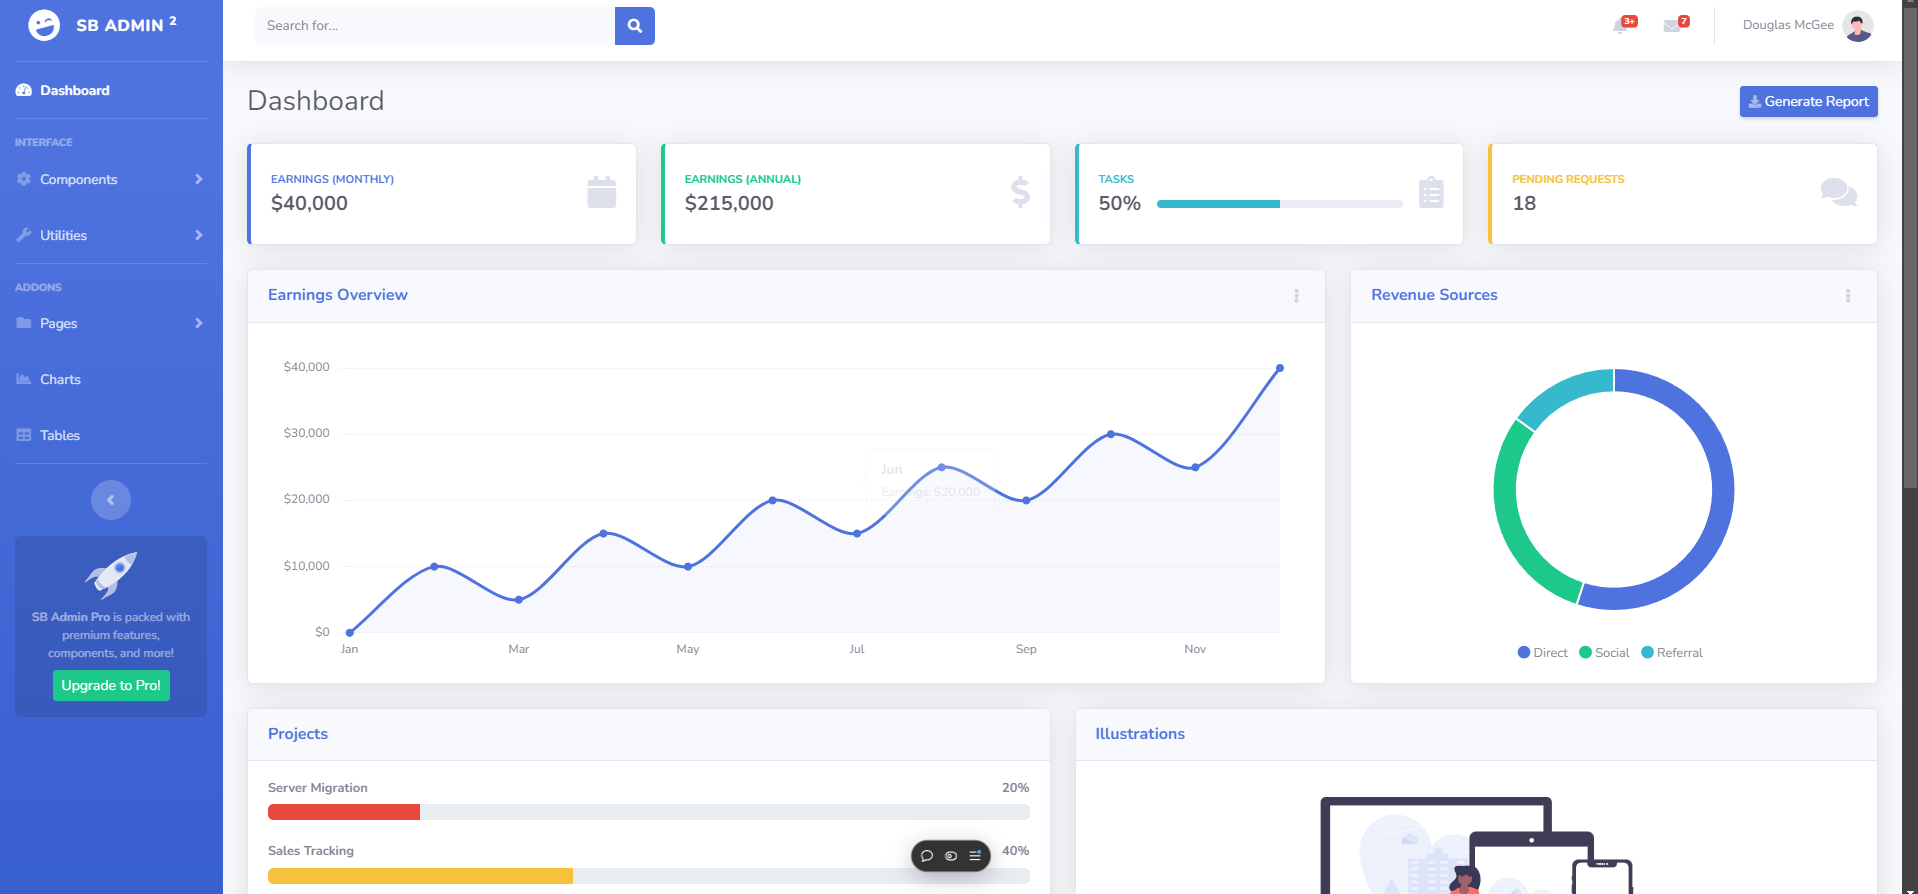 SB ADMIN 2
Search for...
3+
7
Douglas McGee
Dashboard
INTERFACE
Components
Utilities
ADDONS
Pages
Charts
Tables
SB Admin Pro is packed with
premium features,
components, and more!
Upgrade to Pro!
Dashboard
Generate Report
EARNINGS (MONTHLY)
$40,000
EARNINGS (ANNUAL)
$215,000
TASKS
50%
PENDING REQUESTS
18
Earnings Overview
$40,000
$30,000
$20,000
$10,000
$0
Jan
Mar
May
Jul
Sep
Nov
Jun
Earnings: $20,000
Revenue Sources
Direct
Social
Referral
Projects
Server Migration
20%
Sales Tracking
40%
Illustrations